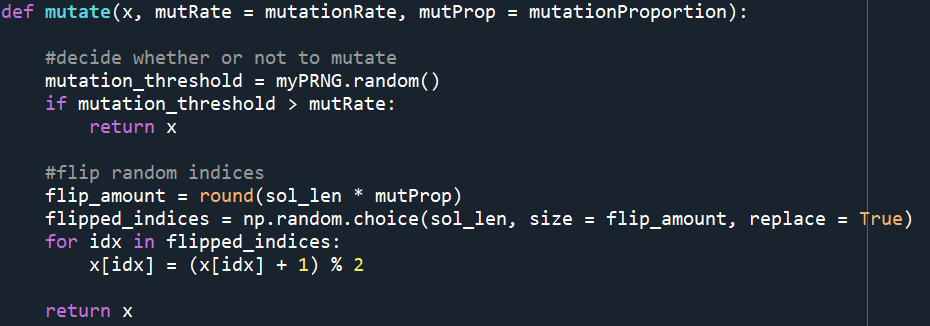 def mutate(x, mutRate = mutationRate, mutProp = mutationProportion):
#decide whether or not to mutate
mutation_threshold = myPRNG.random()
if mutation_threshold > mutRate:
return x
#flip random indices
flip_amount = round(sol_len * mutProp)
flipped_indices = np.random.choice(sol_len, size = flip_amount, replace = True)
for idx in flipped_indices:
x[idx] = (x[idx] + 1) % 2
return x